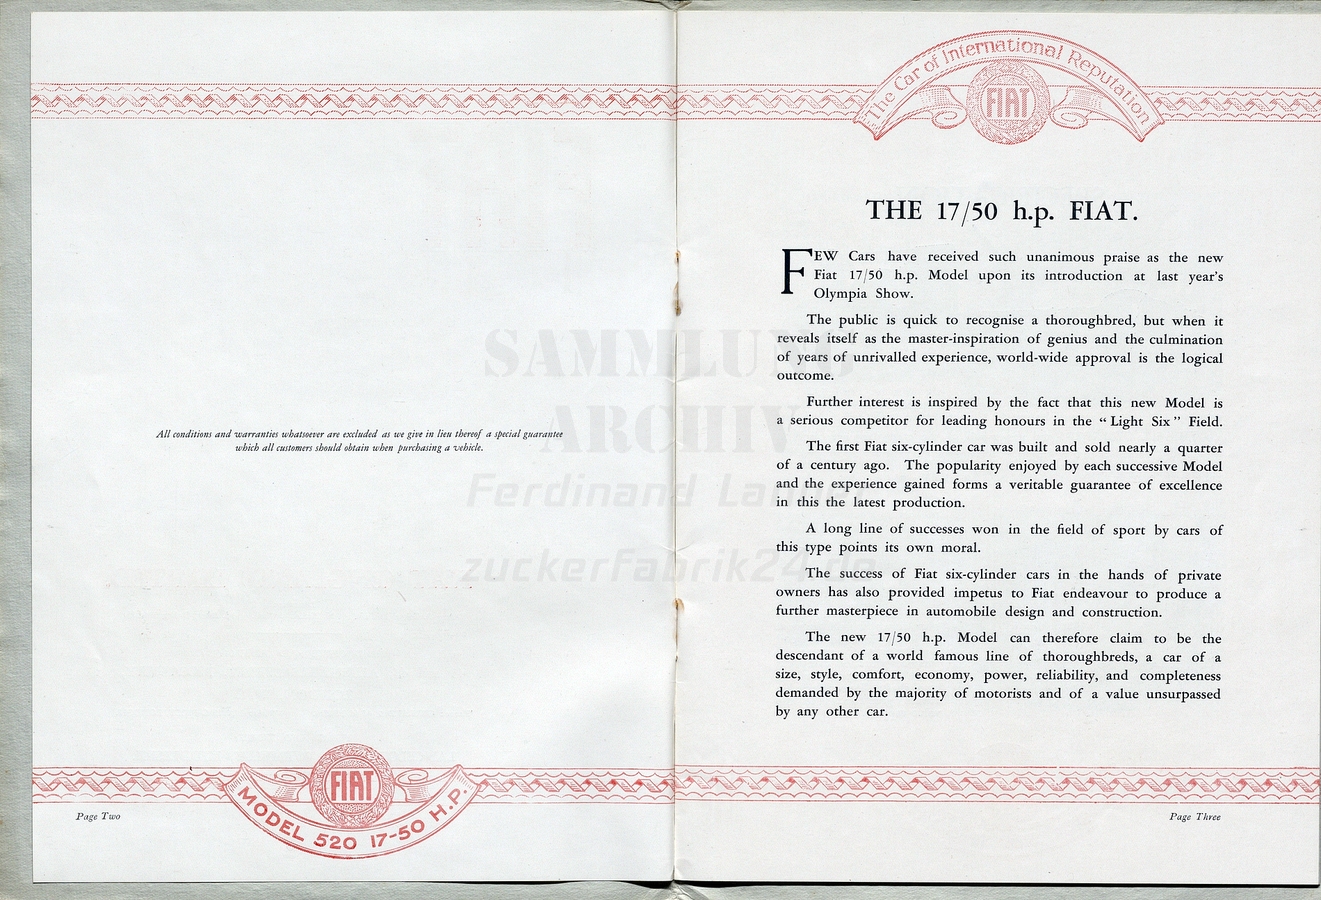 All conditions and warranties whatsoever are excluded as we give in lieu thereof a special guarantee
which all customers should obtain when purchasing a vehicle.
FIAT
MODEL 520 17-50 H.P.
Page Two
The Car of International Reputation
FIAT
THE 17/50 h.p. FIAT.
FEW Cars have received such unanimous praise as the new
Fiat 17/50 h.p. Model upon its introduction at last year's
Olympia Show.
The public is quick to recognise a thoroughbred, but when it
reveals itself as the master-inspiration of genius and the culmination
of years of unrivalled experience, world-wide approval is the logical
outcome.
Further interest is inspired by the fact that this new Model is
a serious competitor for leading honours in the "Light Six" Field.
The first Fiat six-cylinder car was built and sold nearly a quarter
of a century ago. The popularity enjoyed by each successive Model
and the experience gained forms a veritable guarantee of excellence
in this the latest production.
A long line of successes won in the field of sport by cars of
this type points its own moral.
The success of Fiat six-cylinder cars in the hands of private
owners has also provided impetus to Fiat endeavour to produce a
further masterpiece in automobile design and construction.
The new 17/50 h.p. Model can therefore claim to be the
descendant of a world famous line of thoroughbreds, a car of a
size, style, comfort, economy, power, reliability, and completeness
demanded by the majority of motorists and of a value unsurpassed
by any other car.
Page Three
SAMMLUNG
ARCHIV
Ferdinand
zuckerfabrik24.de